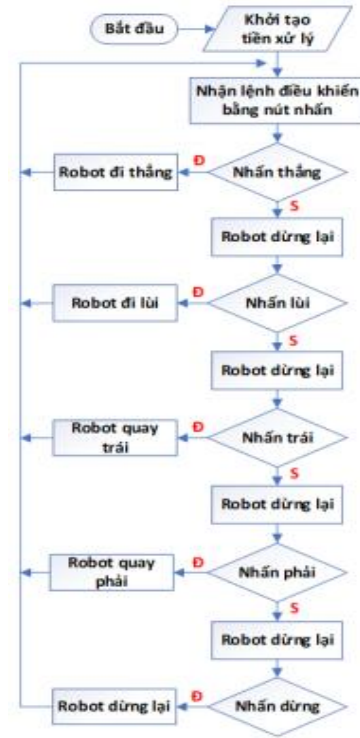 Bắt đầu
Khởi tạo
tiền xử lý
Nhận lệnh điều khiển
bằng nút nhấn
Robot đi thẳng
Đ
Nhấn thẳng
S
Robot dừng lại
Robot đi lùi
Đ
Nhấn lùi
S
Robot dừng lại
Robot quay
trái
Đ
Nhấn trái
S
Robot dừng lại
Robot quay
phải
Đ
Nhấn phải
S
Robot dừng lại
Robot dừng lại
Đ
Nhấn dừng